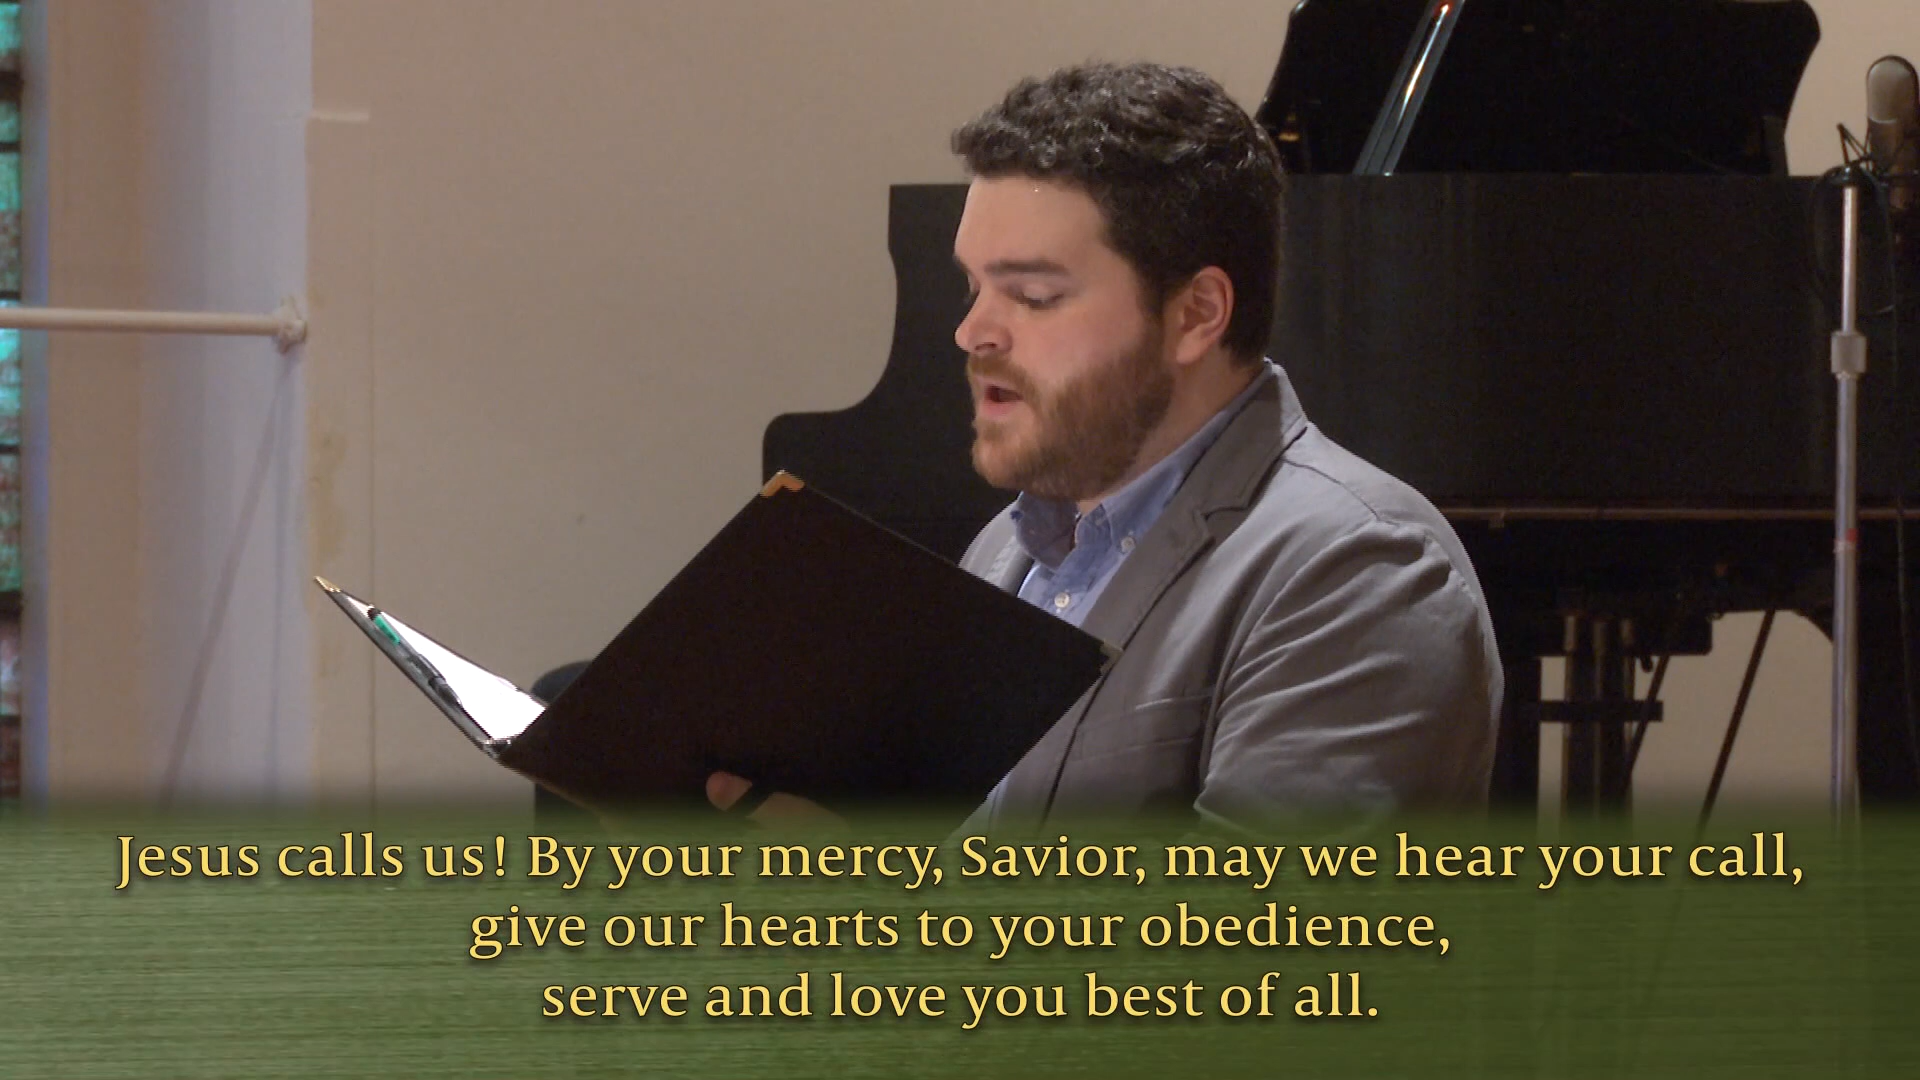 Jesus calls us! By your mercy, Savior, may we hear your call,
give our hearts to your obedience,
serve and love you best of all.